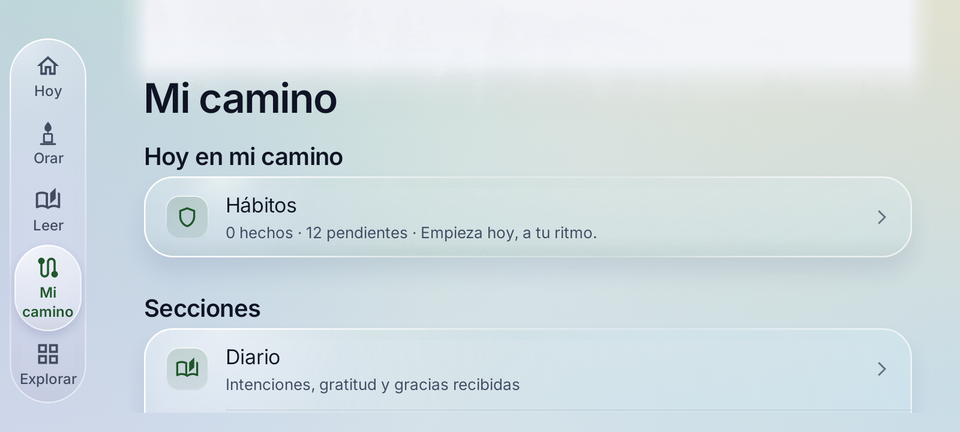 Hoy
Orar
Leer
Mi
camino
Explorar
Mi camino
Hoy en mi camino
Hábitos
0 hechos · 12 pendientes · Empieza hoy, a tu ritmo.
Secciones
Diario
Intenciones, gratitud y gracias recibidas